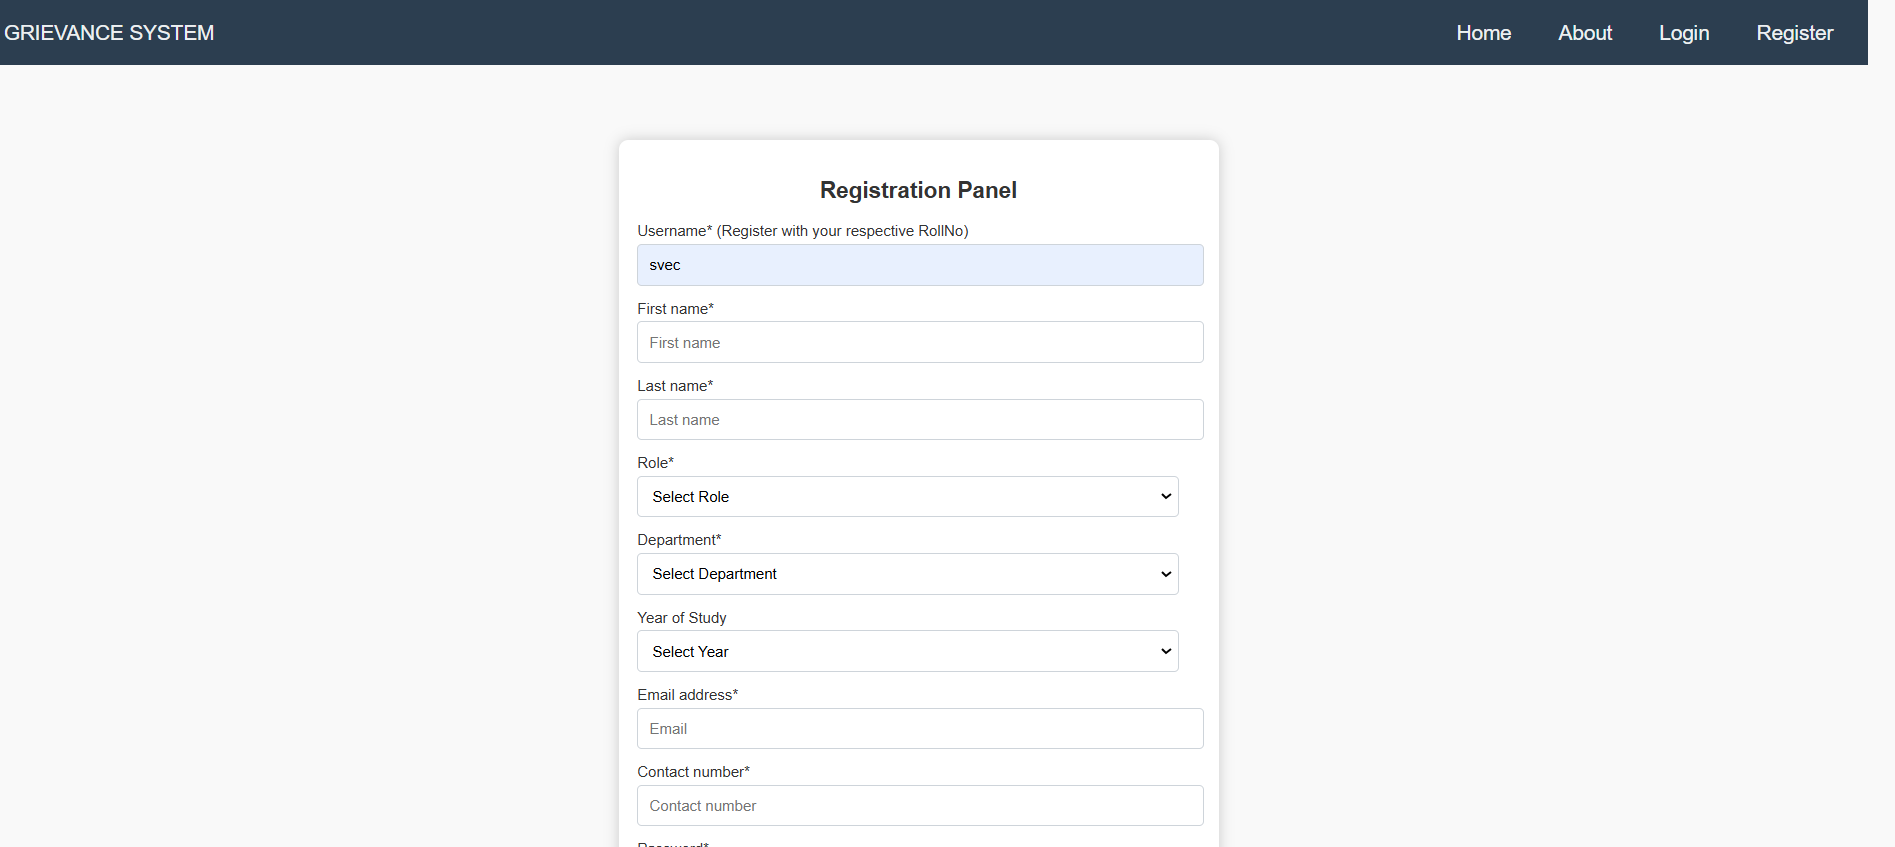 GRIEVANCE SYSTEM Home About Login Register
Registration Panel
Username* (Register with your respective RollNo)
svec
First name*
First name
Last name*
Last name
Role*
Select Role
Department*
Select Department
Year of Study
Select Year
Email address*
Email
Contact number*
Contact number
Password*